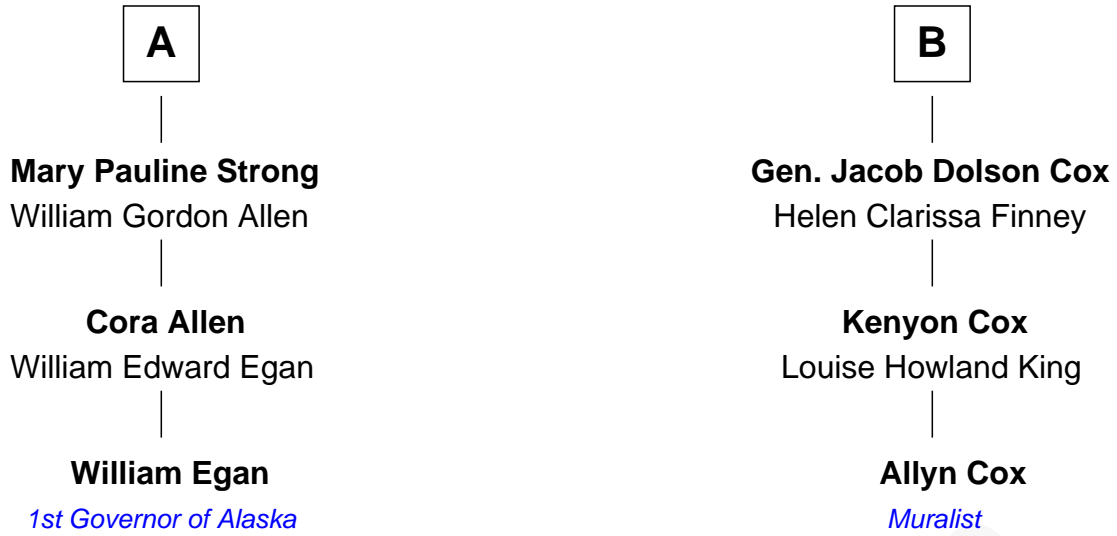 A
Mary Pauline Strong
William Gordon Allen
Cora Allen
William Edward Egan
William Egan
1st Governor of Alaska
B
Gen. Jacob Dolson Cox
Helen Clarissa Finney
Kenyon Cox
Louise Howland King
Allyn Cox
Muralist